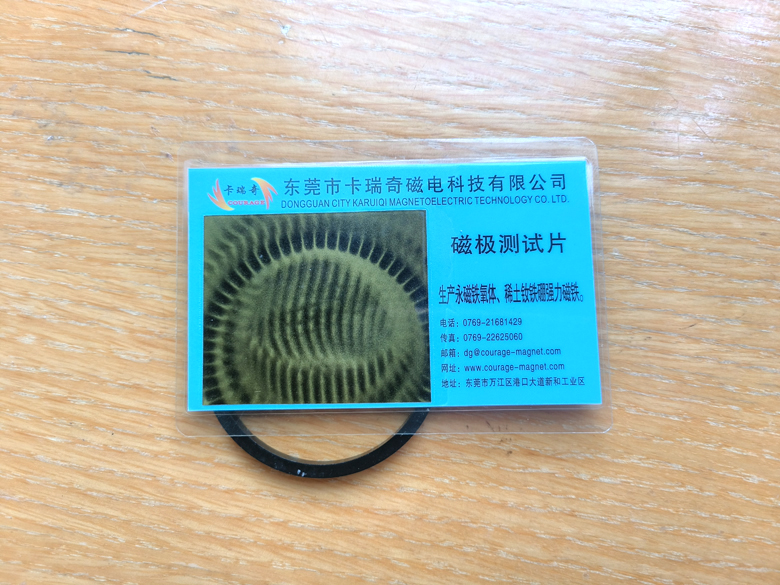 卡瑞奇
COURAGE
东莞市卡瑞奇磁电科技有限公司
DONGGUAN CITY KARUIQI MAGNETOELECTRIC TECHNOLOGY CO. LTD.
磁极测试片
生产永磁铁氧体、稀土钕铁硼强力磁铁。
电话：0769-21681429
传真：0769-22625060
邮箱：dg@courage-magnet.com
网址：www.courage-magnet.com
地址：东莞市万江区港口大道新和工业区